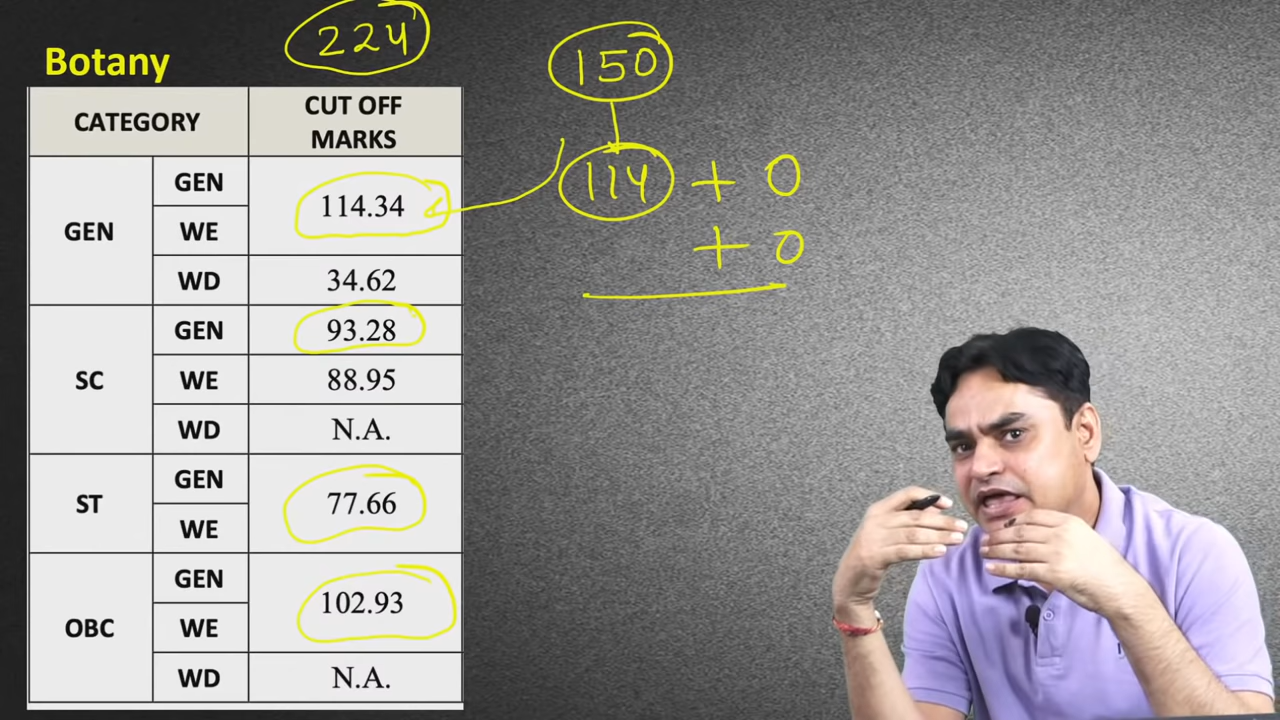 224
Botany
150
CATEGORY CUT OFF MARKS
GEN GEN 114.34
WE
WD 34.62
SC GEN 93.28
WE 88.95
WD N.A.
ST GEN 77.66
WE
OBC GEN 102.93
WE
WD N.A.
114 + 0
+ 0